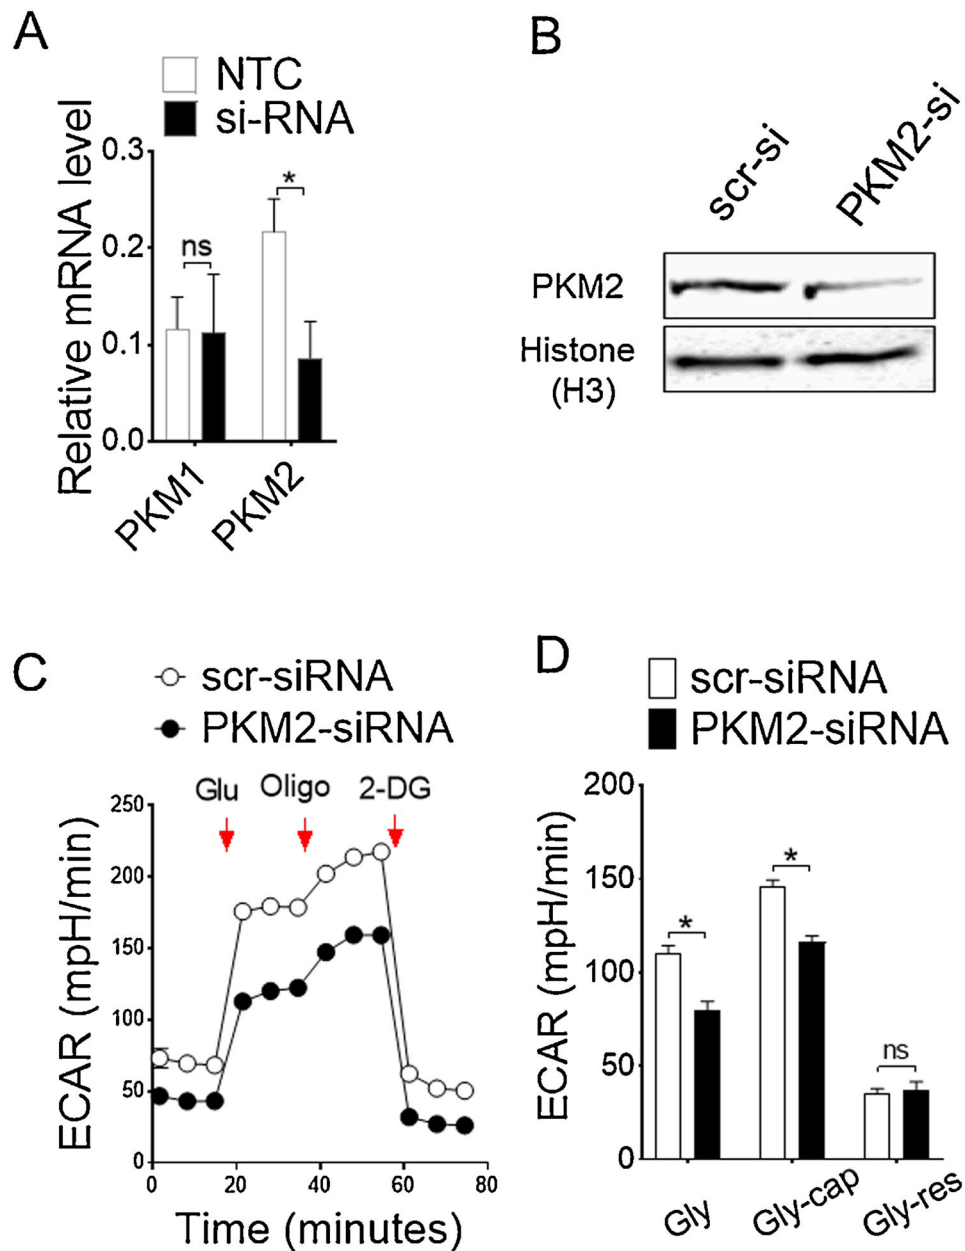 A
NTC
si-RNA
Relative mRNA level
0.3
0.2
0.1
0.0
ns
*
PKM1
PKM2
B
scr-si
PKM2-si
PKM2
Histone
(H3)
C
scr-siRNA
PKM2-siRNA
Glu
Oligo
2-DG
ECAR (mpH/min)
250
200
150
100
50
0
0
20
40
60
80
Time (minutes)
D
scr-siRNA
PKM2-siRNA
ECAR (mpH/min)
200
150
100
50
0
*
*
ns
Gly
Gly-cap
Gly-res